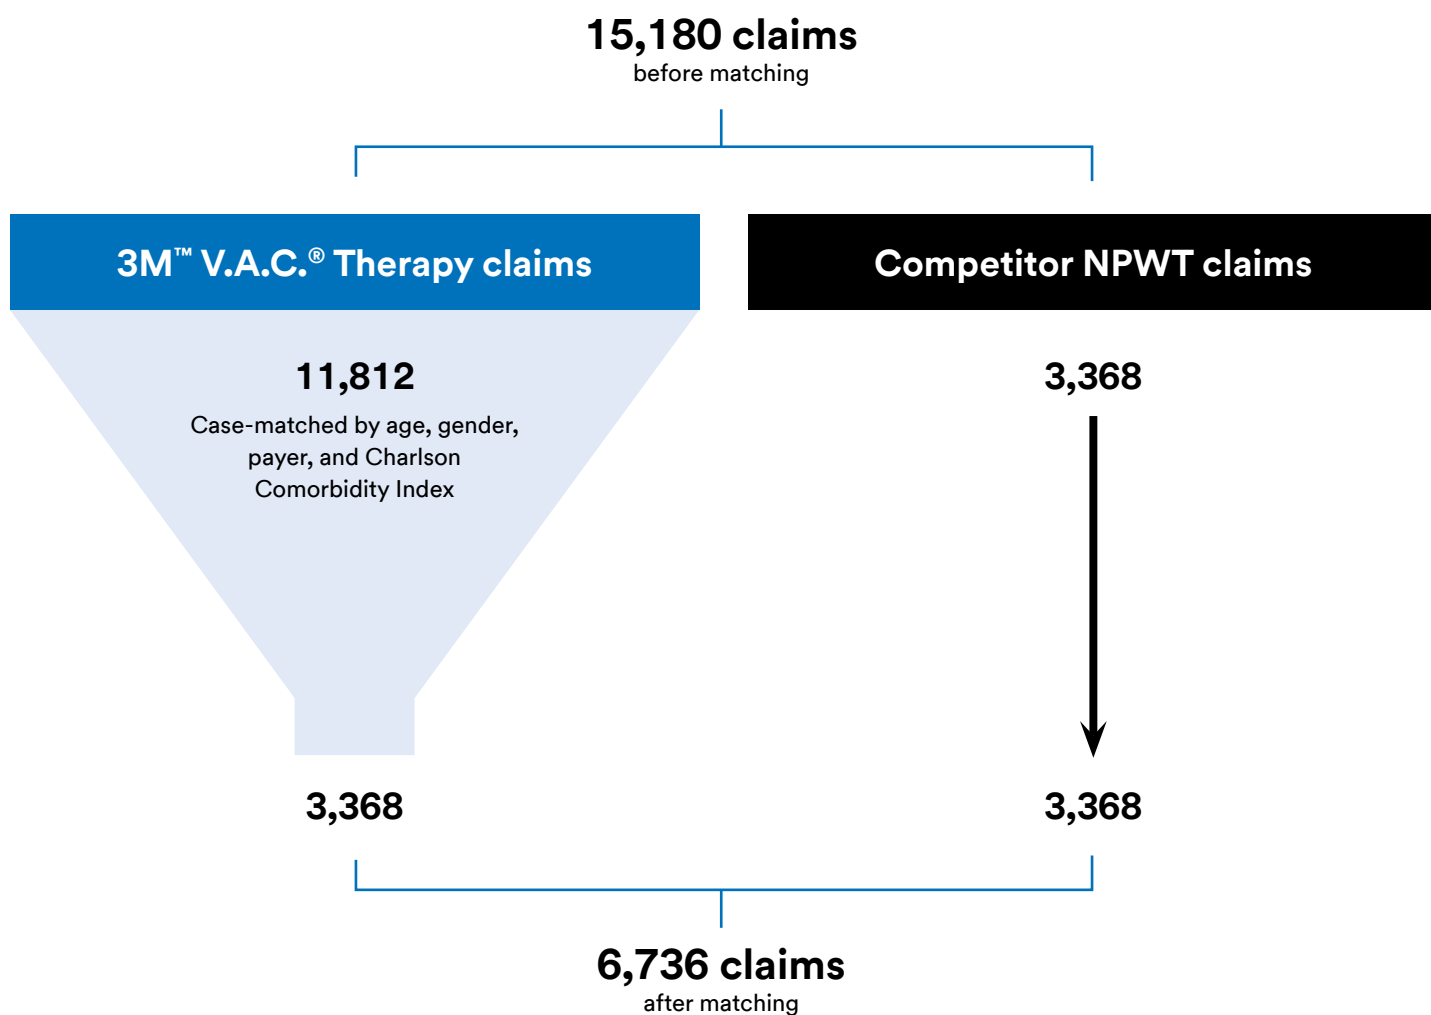 15,180 claims
before matching
3M™ V.A.C.® Therapy claims
Competitor NPWT claims
11,812
Case-matched by age, gender,
payer, and Charlson
Comorbidity Index
3,368
3,368
3,368
6,736 claims
after matching